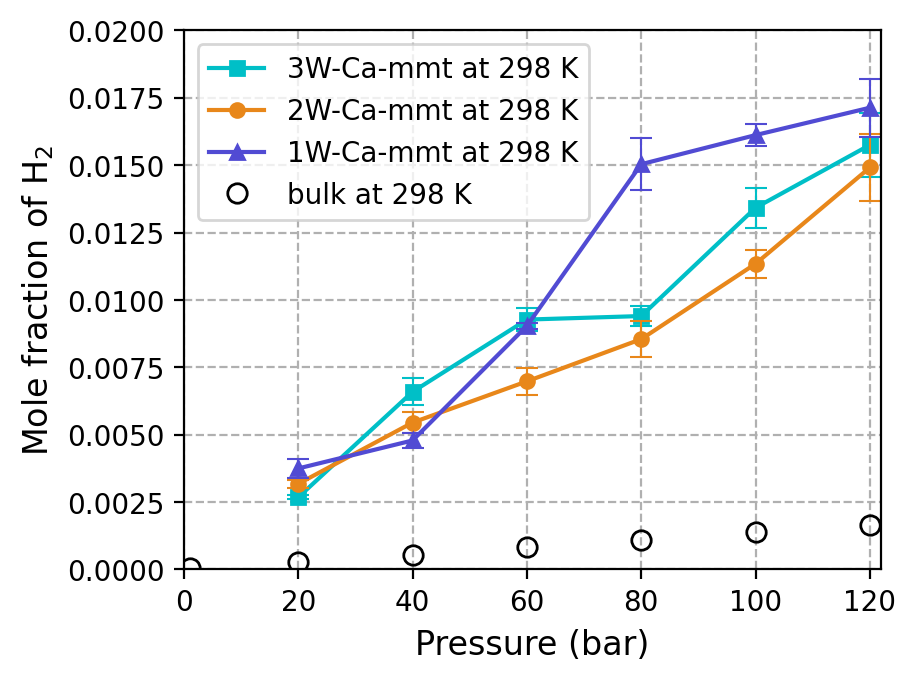 0.0200
0.0175
0.0150
0.0125
0.0100
0.0075
0.0050
0.0025
0.0000
Mole fraction of H₂
3W-Ca-mmt at 298 K
2W-Ca-mmt at 298 K
1W-Ca-mmt at 298 K
bulk at 298 K
0 20 40 60 80 100 120
Pressure (bar)